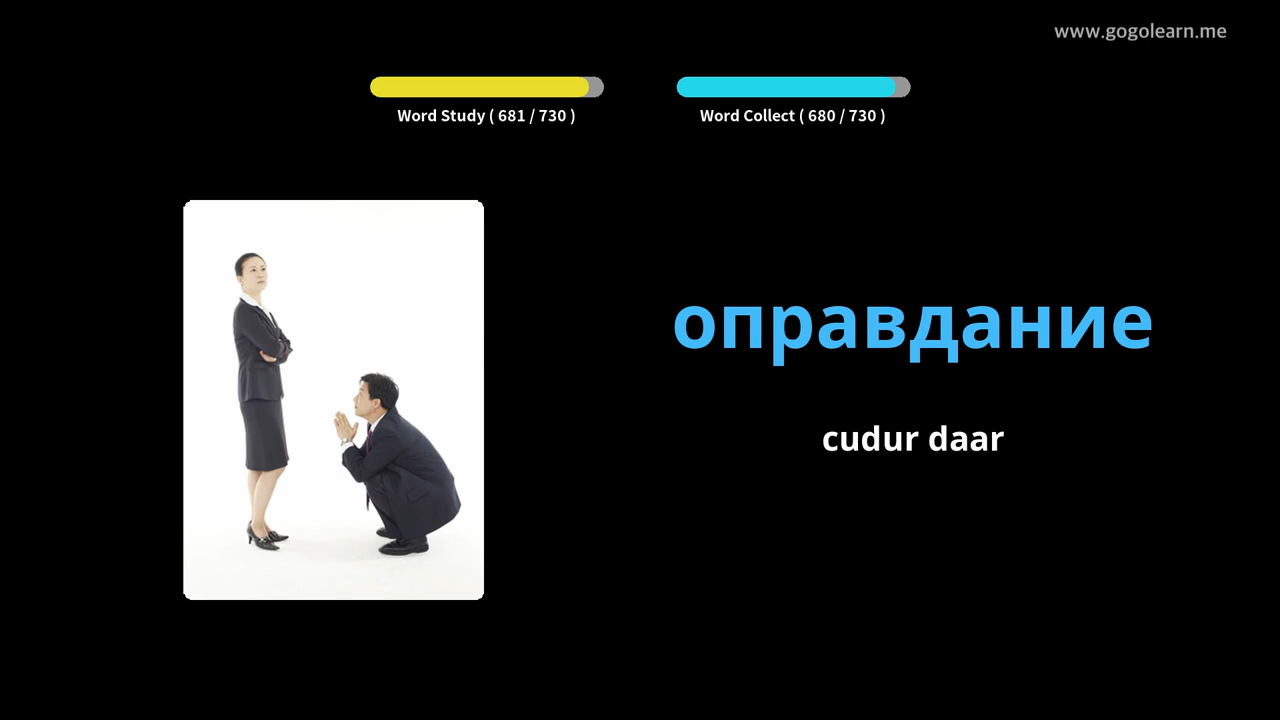 www.gogolearn.me
Word Study ( 681 / 730 )
Word Collect ( 680 / 730 )
оправдание
cudur daar